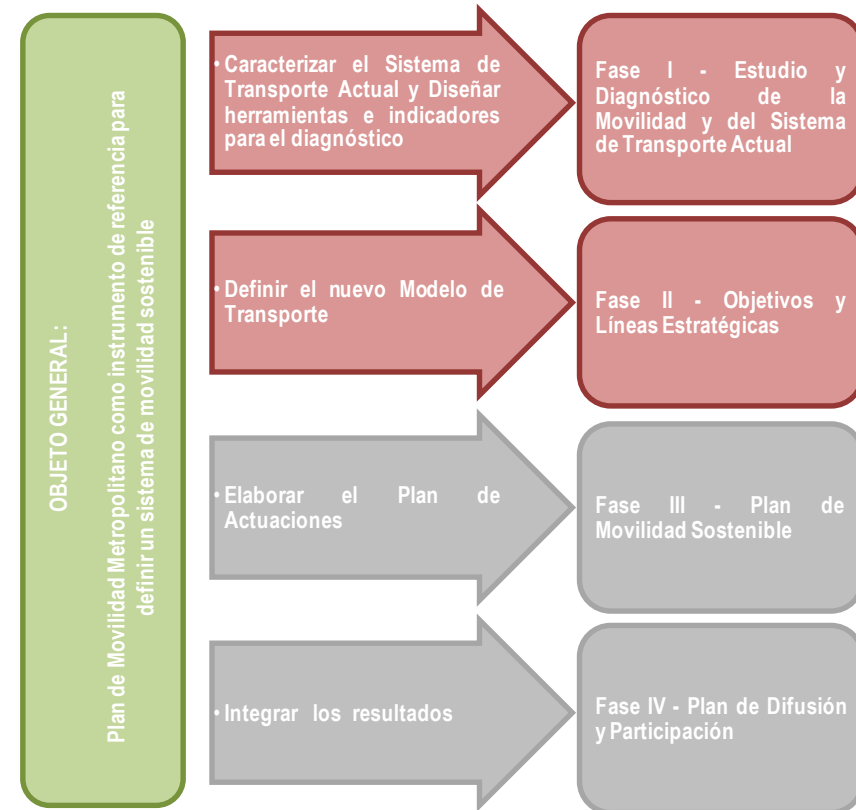 OBJETO GENERAL:
Plan de Movilidad Metropolitano como instrumento de referencia para
definir un sistema de movilidad sostenible
• Caracterizar el Sistema de
Transporte Actual y Diseñar
herramientas e indicadores
para el diagnóstico
Fase I - Estudio y
Diagnóstico de la
Movilidad y del Sistema
de Transporte Actual
• Definir el nuevo Modelo de
Transporte
Fase II - Objetivos y
Líneas Estratégicas
• Elaborar el Plan de
Actuaciones
Fase III - Plan de
Movilidad Sostenible
• Integrar los resultados
Fase IV - Plan de Difusión
y Participación